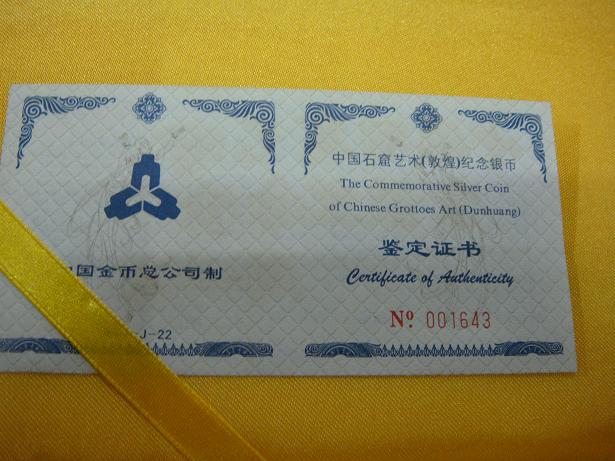 国金币总公司制
-J-22
中国石窟艺术(敦煌)纪念银币
The Commemorative Silver Coin
of Chinese Grottoes Art (Dunhuang)
鉴定证书
Certificate of Authenticity
Nº 001643